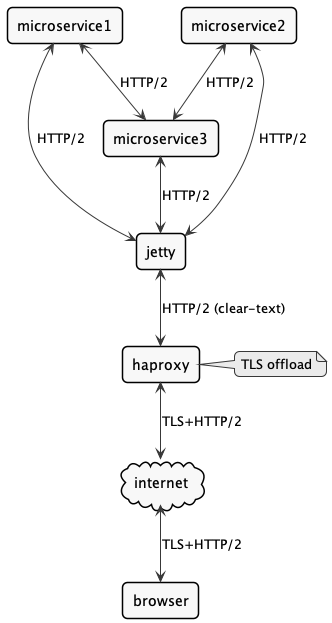 microservice1
microservice2
HTTP/2
HTTP/2
HTTP/2
microservice3
HTTP/2
HTTP/2
jetty
HTTP/2 (clear-text)
haproxy
TLS offload
TLS+HTTP/2
internet
TLS+HTTP/2
browser